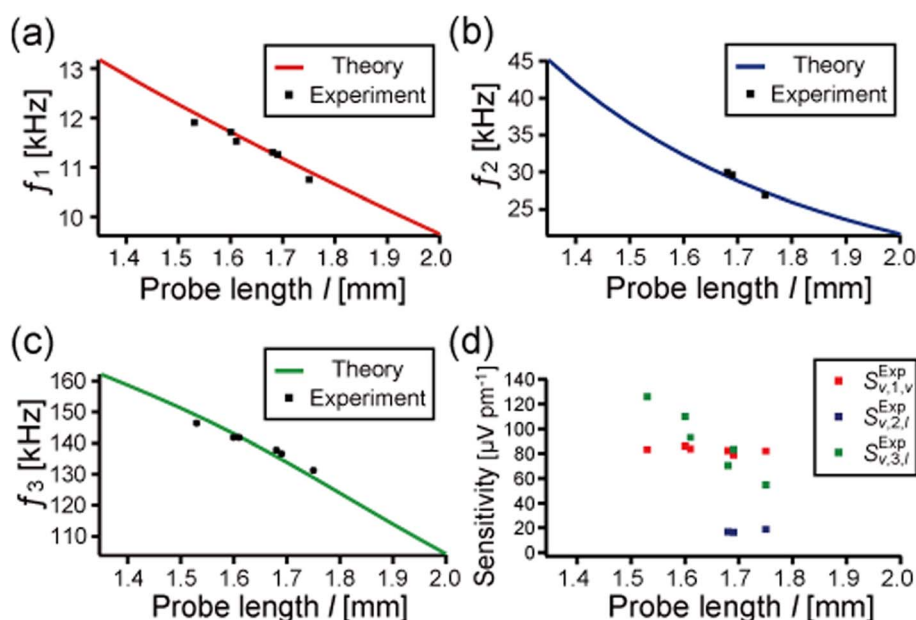 (a)
13
12
11
10
f1 [kHz]
Theory
Experiment
1.4 1.5 1.6 1.7 1.8 1.9 2.0
Probe length l [mm]
(b)
45
40
35
30
25
f2 [kHz]
Theory
Experiment
1.4 1.5 1.6 1.7 1.8 1.9 2.0
Probe length l [mm]
(c)
160
150
140
130
120
110
f3 [kHz]
Theory
Experiment
1.4 1.5 1.6 1.7 1.8 1.9 2.0
Probe length l [mm]
(d)
140
120
100
80
60
40
20
0
Sensitivity [μV pm⁻¹]
S Exp v,1,v
S Exp v,2,l
S Exp v,3,l
1.4 1.5 1.6 1.7 1.8 1.9 2.0
Probe length l [mm]